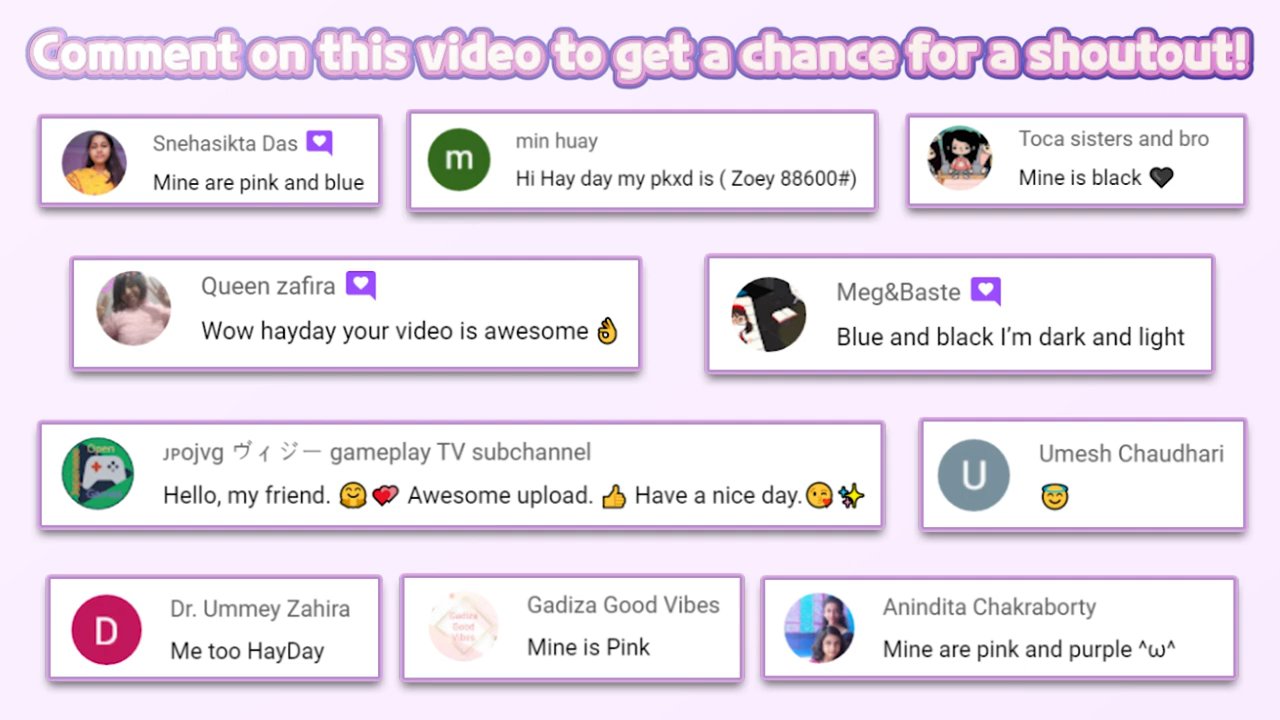 Comment on this video to get a chance for a shoutout!
Snehasikta Das
Mine are pink and blue
m
min huay
Hi Hay day my pkxd is ( Zoey 88600#)
Toca sisters and bro
Mine is black 🖤
Queen zafira
Wow hayday your video is awesome 👌
Meg&Baste
Blue and black I’m dark and light
Open
ᴊᴘojvg ヴィジー gameplay TV subchannel
Hello, my friend. 🤗💕 Awesome upload. 👍 Have a nice day.😘✨
U
Umesh Chaudhari
😇
D
Dr. Ummey Zahira
Me too HayDay
Gadiza
Good
Vibes
Gadiza Good Vibes
Mine is Pink
Anindita Chakraborty
Mine are pink and purple ^ω^